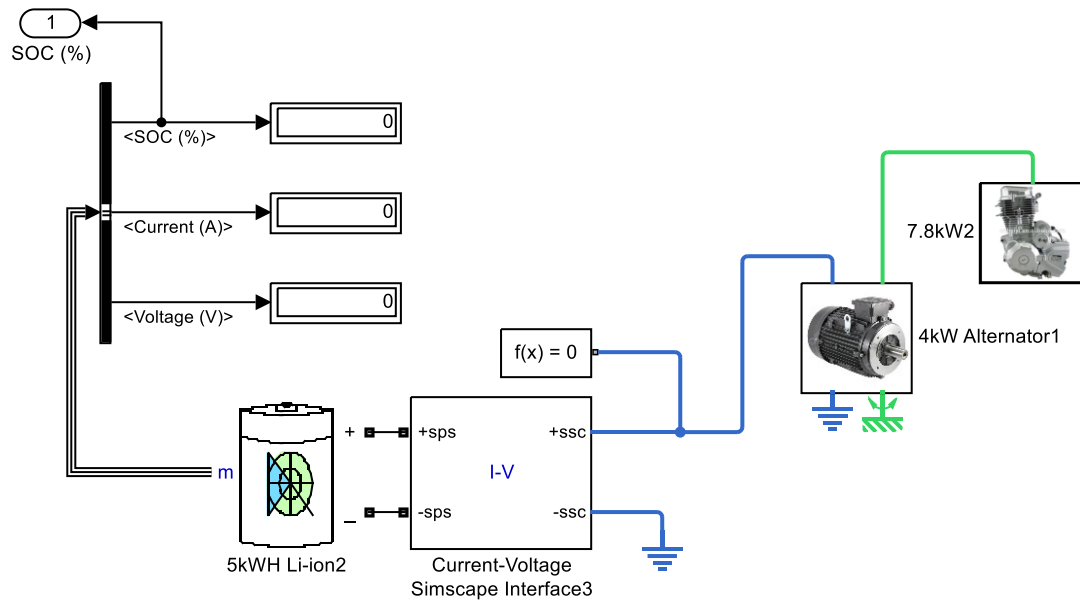 1
SOC (%)
<SOC (%)>
0
<Current (A)>
0
<Voltage (V)>
0
7.8kW2
4kW Alternator1
f(x) = 0
+
+sps
+ssc
I-V
m
–
-sps
-ssc
5kWH Li-ion2
Current-Voltage
Simscape Interface3